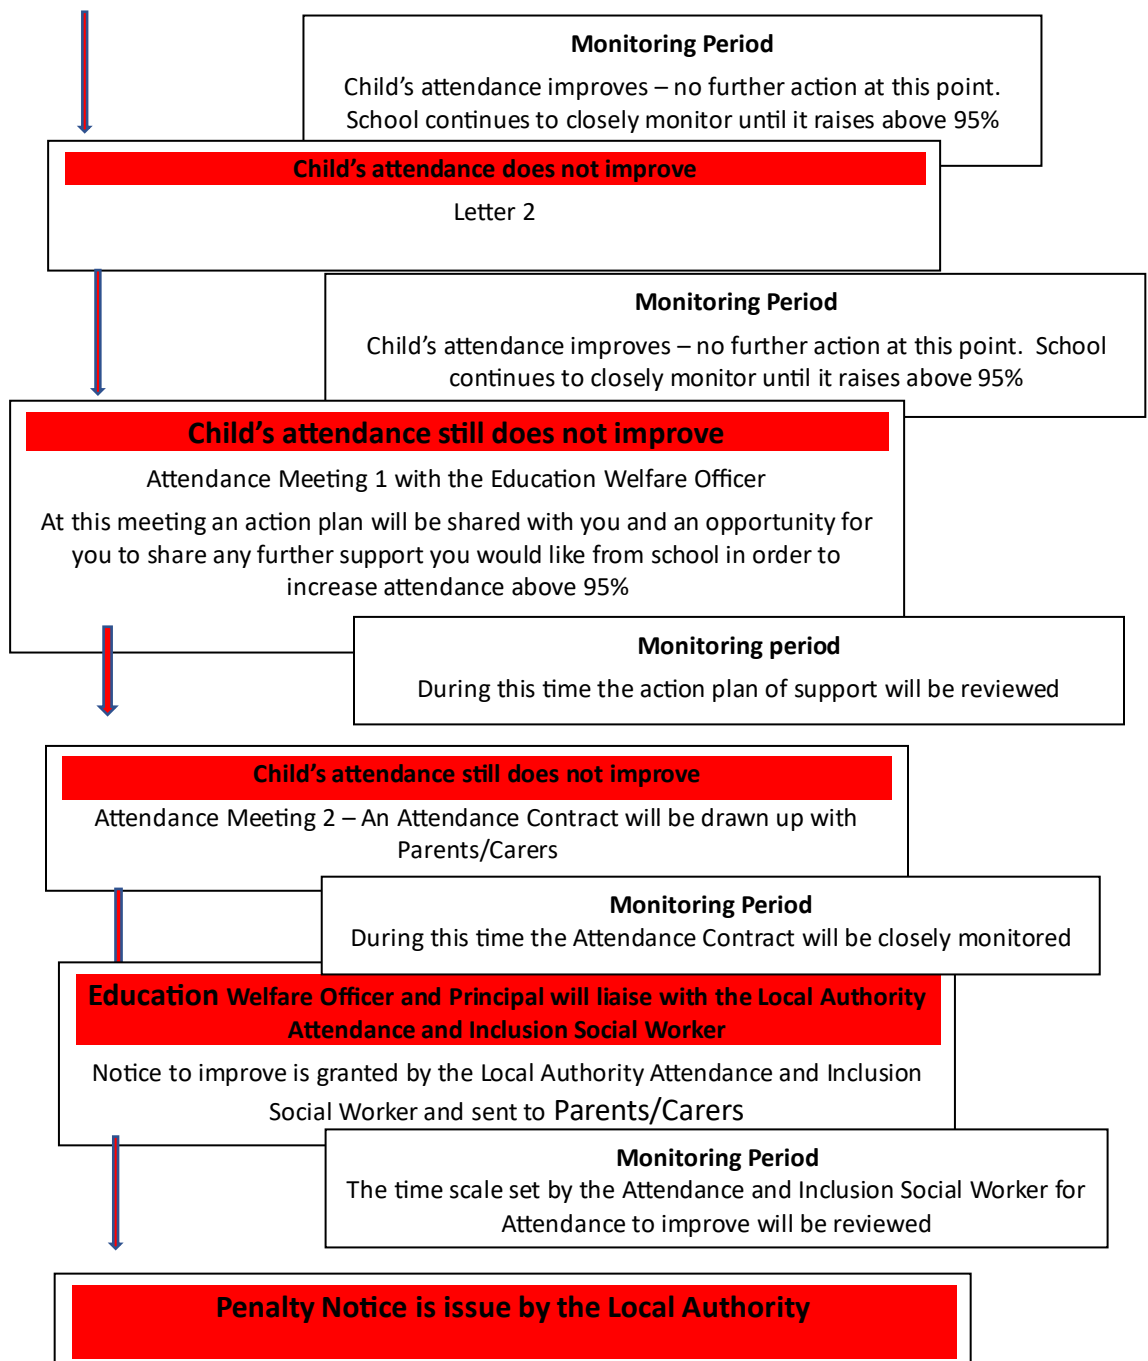 Monitoring Period
Child’s attendance improves – no further action at this point.
School continues to closely monitor until it raises above 95%
Child’s attendance does not improve
Letter 2
Monitoring Period
Child’s attendance improves – no further action at this point.  School
continues to closely monitor until it raises above 95%
Child’s attendance still does not improve
Attendance Meeting 1 with the Education Welfare Officer
At this meeting an action plan will be shared with you and an opportunity for
you to share any further support you would like from school in order to
increase attendance above 95%
Monitoring period
During this time the action plan of support will be reviewed
Child’s attendance still does not improve
Attendance Meeting 2 – An Attendance Contract will be drawn up with
Parents/Carers
Monitoring Period
During this time the Attendance Contract will be closely monitored
Education Welfare Officer and Principal will liaise with the Local Authority
Attendance and Inclusion Social Worker
Notice to improve is granted by the Local Authority Attendance and Inclusion
Social Worker and sent to Parents/Carers
Monitoring Period
The time scale set by the Attendance and Inclusion Social Worker for
Attendance to improve will be reviewed
Penalty Notice is issue by the Local Authority